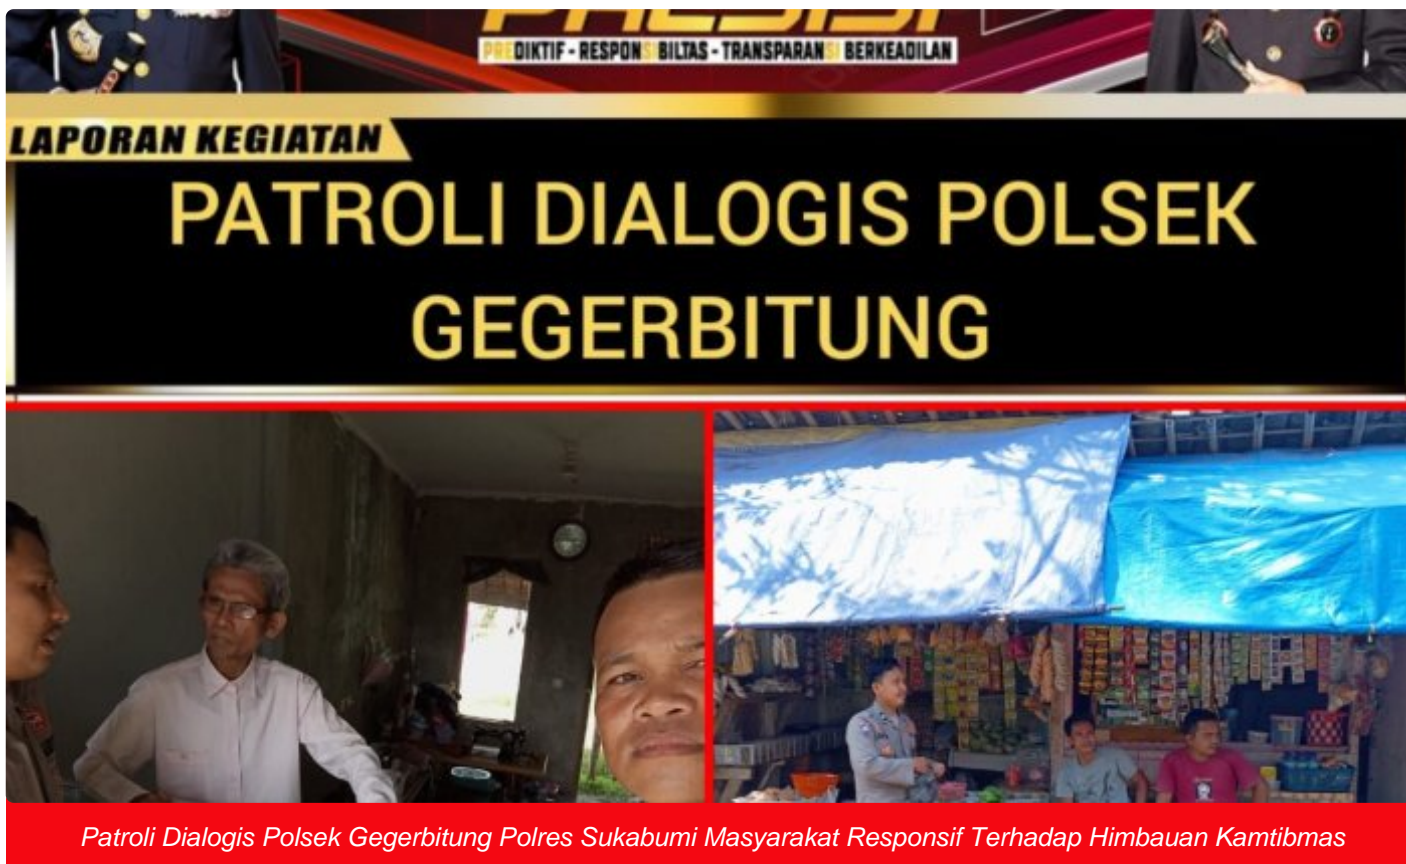 PRESISI
PREDIKTIF - RESPONSIBILTAS - TRANSPARANSI BERKEADILAN
LAPORAN KEGIATAN
PATROLI DIALOGIS POLSEK
GEGERBITUNG
Patroli Dialogis Polsek Gegerbitung Polres Sukabumi Masyarakat Responsif Terhadap Himbauan Kamtibmas